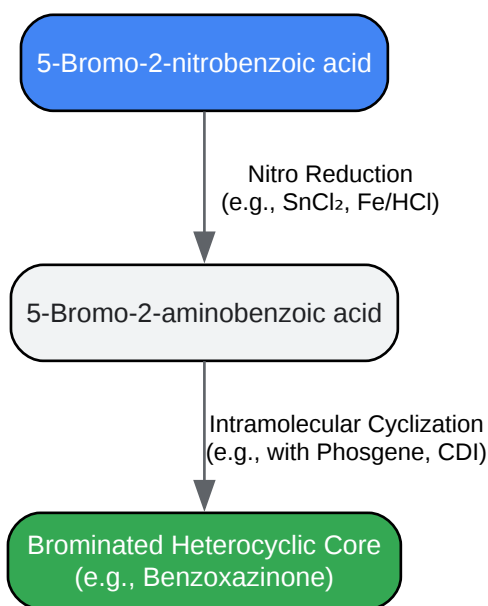 5-Bromo-2-nitrobenzoic acid
Nitro Reduction
(e.g., SnCl₂, Fe/HCl)
5-Bromo-2-aminobenzoic acid
Intramolecular Cyclization
(e.g., with Phosgene, CDI)
Brominated Heterocyclic Core
(e.g., Benzoxazinone)